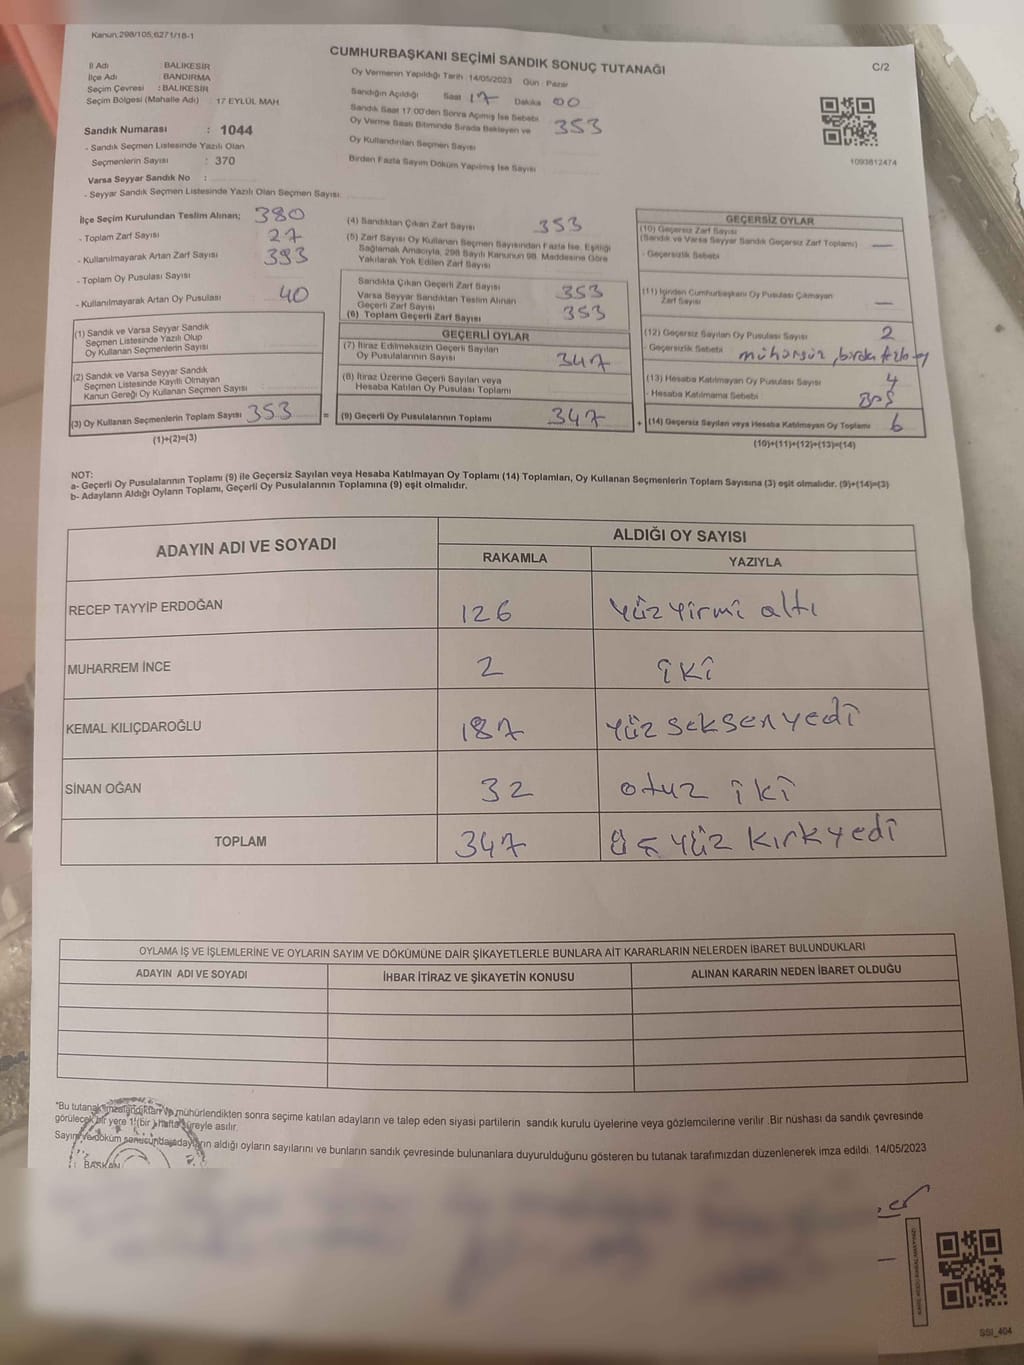 Kanun:298/105,6271/18-1
CUMHURBAŞKANI SEÇİMİ SANDIK SONUÇ TUTANAĞI
C/2
İl Adı : BALIKESİR
İlçe Adı : BANDIRMA
Seçim Çevresi : BALIKESİR
Seçim Bölgesi (Mahalle Adı) : 17 EYLÜL MAH.
Sandık Numarası : 1044
- Sandık Seçmen Listesinde Yazılı Olan
Seçmenlerin Sayısı : 370
Varsa Seyyar Sandık No :
- Seyyar Sandık Seçmen Listesinde Yazılı Olan Seçmen Sayısı:
Oy Vermenin Yapıldığı Tarih : 14/05/2023 Gün : Pazar
Sandığın Açıldığı Saat 17 Dakika 00
Sandık Saat 17:00'den Sonra Açılmış İse Sebebi
Oy Verme Saati Bitiminde Sırada Bekleyen ve 353
Oy Kullandırılan Seçmen Sayısı
Birden Fazla Sayım Döküm Yapılmış İse Sayısı
1093812474
İlçe Seçim Kurulundan Teslim Alınan; 380
- Toplam Zarf Sayısı 27
- Kullanılmayarak Artan Zarf Sayısı 393
- Toplam Oy Pusulası Sayısı
- Kullanılmayarak Artan Oy Pusulası 40
(1) Sandık ve Varsa Seyyar Sandık
Seçmen Listesinde Yazılı Olup
Oy Kullanan Seçmenlerin Sayısı
(2) Sandık ve Varsa Seyyar Sandık
Seçmen Listesinde Kayıtlı Olmayan
Kanun Gereği Oy Kullanan Seçmen Sayısı
(3) Oy Kullanan Seçmenlerin Toplam Sayısı 353
(1)+(2)=(3)
(4) Sandıktan Çıkan Zarf Sayısı 353
(5) Zarf Sayısı Oy Kullanan Seçmen Sayısından Fazla İse, Eşitliği
Sağlamak Amacıyla, 298 Sayılı Kanunun 98. Maddesine Göre
Yakılarak Yok Edilen Zarf Sayısı
Sandıkta Çıkan Geçerli Zarf Sayısı 353
Varsa Seyyar Sandıktan Teslim Alınan
Geçerli Zarf Sayısı 353
(6) Toplam Geçerli Zarf Sayısı
GEÇERLİ OYLAR
(7) İtiraz Edilmeksizin Geçerli Sayılan
Oy Pusulalarının Sayısı 347
(8) İtiraz Üzerine Geçerli Sayılan veya
Hesaba Katılan Oy Pusulası Toplamı
= (9) Geçerli Oy Pusulalarının Toplamı 347
GEÇERSİZ OYLAR
(10) Geçersiz Zarf Sayısı
(Sandık ve Varsa Seyyar Sandık Geçersiz Zarf Toplamı) —
- Geçersizlik Sebebi
(11) İçinden Cumhurbaşkanı Oy Pusulası Çıkmayan
Zarf Sayısı —
(12) Geçersiz Sayılan Oy Pusulası Sayısı 2
- Geçersizlik Sebebi mühürsüz, birden fazla oy
(13) Hesaba Katılmayan Oy Pusulası Sayısı 4
- Hesaba Katılmama Sebebi BOŞ
+ (14) Geçersiz Sayılan veya Hesaba Katılmayan Oy Toplamı 6
(10)+(11)+(12)+(13)=(14)
NOT:
a- Geçerli Oy Pusulalarının Toplamı (9) ile Geçersiz Sayılan veya Hesaba Katılmayan Oy Toplamı (14) Toplamları, Oy Kullanan Seçmenlerin Toplam Sayısına (3) eşit olmalıdır. (9)+(14)=(3)
b- Adayların Aldığı Oyların Toplamı, Geçerli Oy Pusulalarının Toplamına (9) eşit olmalıdır.
ADAYIN ADI VE SOYADI ALDIĞI OY SAYISI
RAKAMLA YAZIYLA
RECEP TAYYİP ERDOĞAN 126 Yüz yirmi altı
MUHARREM İNCE 2 iki
KEMAL KILIÇDAROĞLU 187 Yüz seksen yedi
SİNAN OĞAN 32 otuz iki
TOPLAM 347 üç yüz kırkyedi
OYLAMA İŞ VE İŞLEMLERİNE VE OYLARIN SAYIM VE DÖKÜMÜNE DAİR ŞİKAYETLERLE BUNLARA AİT KARARLARIN NELERDEN İBARET BULUNDUKLARI
ADAYIN ADI VE SOYADI İHBAR İTİRAZ VE ŞİKAYETİN KONUSU ALINAN KARARIN NEDEN İBARET OLDUĞU
*Bu tutanak imzalandıktan ve mühürlendikten sonra seçime katılan adayların ve talep eden siyasi partilerin sandık kurulu üyelerine veya gözlemcilerine verilir .Bir nüshası da sandık çevresinde
görülecek bir yere 1 (bir ) hafta süreyle asılır.
Sayım ve döküm sonucunda adayların aldığı oyların sayılarını ve bunların sandık çevresinde bulunanlara duyurulduğunu gösteren bu tutanak tarafımızdan düzenlenerek imza edildi. 14/05/2023
BAŞKAN
SSI_404